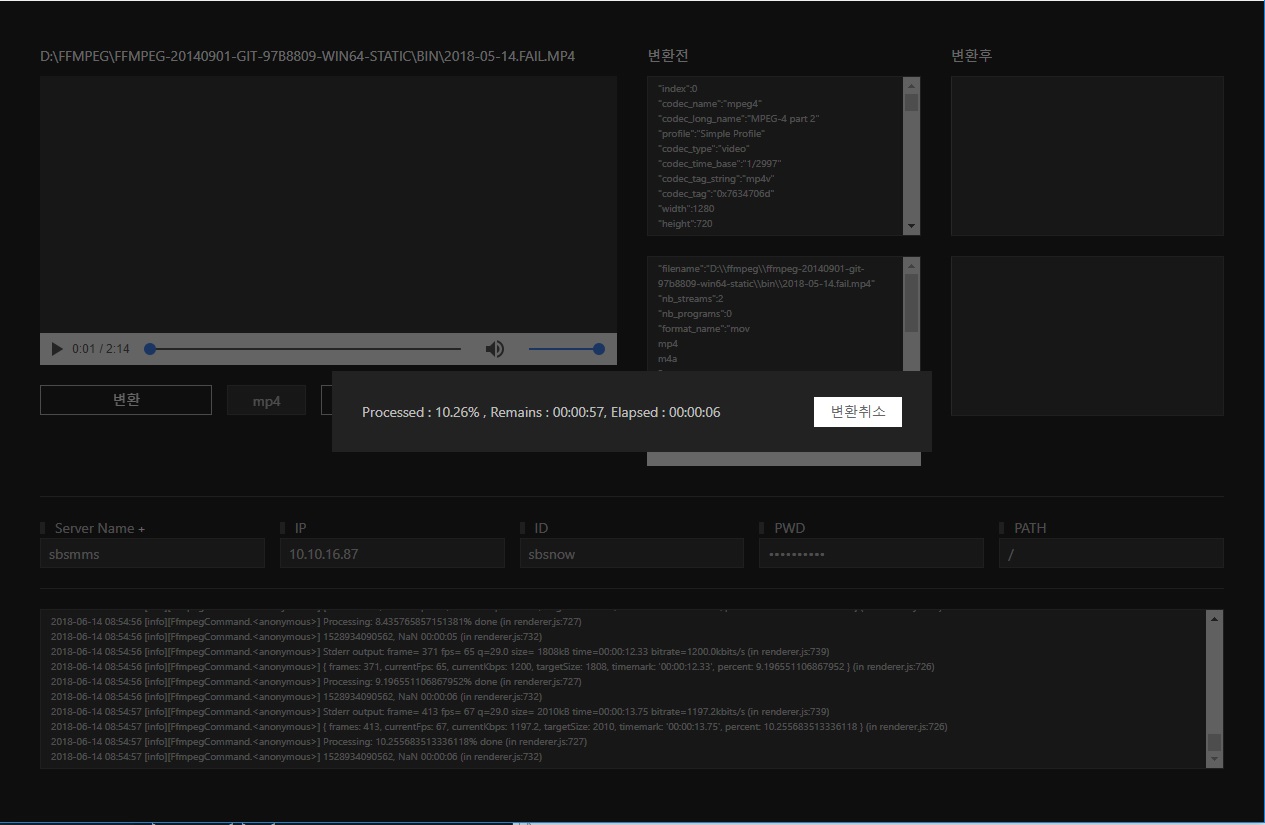 D:\FFMPEG\FFMPEG-20140901-GIT-97B8809-WIN64-STATIC\BIN\2018-05-14.FAIL.MP4
변환전
변환후
"index":0
"codec_name":"mpeg4"
"codec_long_name":"MPEG-4 part 2"
"profile":"Simple Profile"
"codec_type":"video"
"codec_time_base":"1/2997"
"codec_tag_string":"mp4v"
"codec_tag":"0x7634706d"
"width":1280
"height":720
"filename":"D:\\ffmpeg\\ffmpeg-20140901-git-
97b8809-win64-static\\bin\\2018-05-14.fail.mp4"
"nb_streams":2
"nb_programs":0
"format_name":"mov
mp4
m4a
0:01 / 2:14
변환
mp4
Processed : 10.26% , Remains : 00:00:57, Elapsed : 00:00:06
변환취소
Server Name +
IP
ID
PWD
PATH
sbsmms
10.10.16.87
sbsnow
••••••••••
/
2018-06-14 08:54:56 [info][FfmpegCommand.<anonymous>] Processing: 8.435765857151381% done (in renderer.js:727)
2018-06-14 08:54:56 [info][FfmpegCommand.<anonymous>] 1528934090562, NaN 00:00:05 (in renderer.js:732)
2018-06-14 08:54:56 [info][FfmpegCommand.<anonymous>] Stderr output: frame= 371 fps= 65 q=29.0 size= 1808kB time=00:00:12.33 bitrate=1200.0kbits/s (in renderer.js:739)
2018-06-14 08:54:56 [info][FfmpegCommand.<anonymous>] { frames: 371, currentFps: 65, currentKbps: 1200, targetSize: 1808, timemark: '00:00:12.33', percent: 9.196551106867952 } (in renderer.js:726)
2018-06-14 08:54:56 [info][FfmpegCommand.<anonymous>] Processing: 9.196551106867952% done (in renderer.js:727)
2018-06-14 08:54:56 [info][FfmpegCommand.<anonymous>] 1528934090562, NaN 00:00:06 (in renderer.js:732)
2018-06-14 08:54:57 [info][FfmpegCommand.<anonymous>] Stderr output: frame= 413 fps= 67 q=29.0 size= 2010kB time=00:00:13.75 bitrate=1197.2kbits/s (in renderer.js:739)
2018-06-14 08:54:57 [info][FfmpegCommand.<anonymous>] { frames: 413, currentFps: 67, currentKbps: 1197.2, targetSize: 2010, timemark: '00:00:13.75', percent: 10.255683513336118 } (in renderer.js:726)
2018-06-14 08:54:57 [info][FfmpegCommand.<anonymous>] Processing: 10.255683513336118% done (in renderer.js:727)
2018-06-14 08:54:57 [info][FfmpegCommand.<anonymous>] 1528934090562, NaN 00:00:06 (in renderer.js:732)